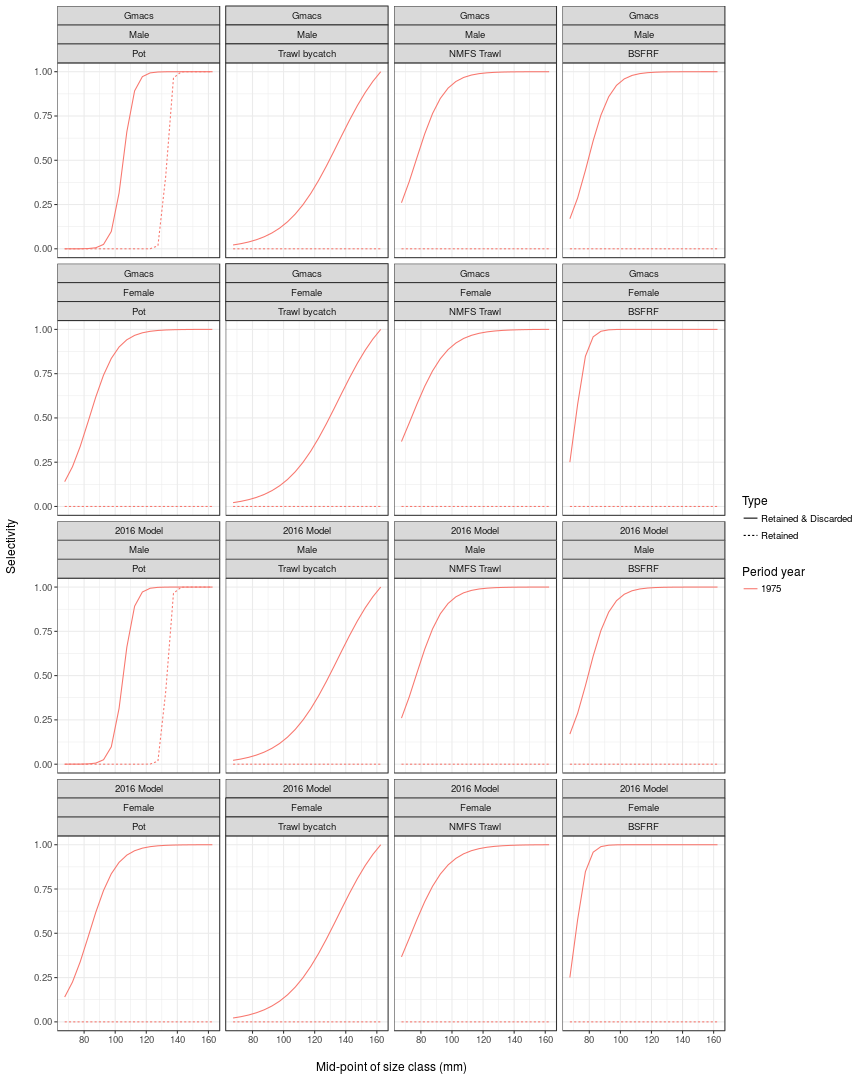 Gmacs Gmacs Gmacs Gmacs
Male Male Male Male
Pot Trawl bycatch NMFS Trawl BSFRF
1.00
0.75
0.50
0.25
0.00
Gmacs Gmacs Gmacs Gmacs
Female Female Female Female
Pot Trawl bycatch NMFS Trawl BSFRF
1.00
0.75
0.50
0.25
0.00
2016 Model 2016 Model 2016 Model 2016 Model
Male Male Male Male
Pot Trawl bycatch NMFS Trawl BSFRF
1.00
0.75
0.50
0.25
0.00
2016 Model 2016 Model 2016 Model 2016 Model
Female Female Female Female
Pot Trawl bycatch NMFS Trawl BSFRF
1.00
0.75
0.50
0.25
0.00
80 100 120 140 160 80 100 120 140 160 80 100 120 140 160 80 100 120 140 160
Mid-point of size class (mm)
Selectivity
Type
Retained & Discarded
Retained
Period year
1975